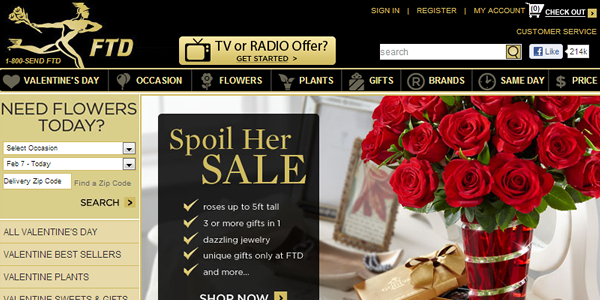 SIGN IN | REGISTER | MY ACCOUNT (0) CHECK OUT >
CUSTOMER SERVICE
FTD
1-800-SEND FTD
TV or RADIO Offer?
GET STARTED >
search
Like 214k
VALENTINE'S DAY OCCASION FLOWERS PLANTS GIFTS R BRANDS SAME DAY $ PRICE
NEED FLOWERS
TODAY?
Select Occasion
Feb 7 - Today
Delivery Zip Code Find a Zip Code
SEARCH >
ALL VALENTINE'S DAY
VALENTINE BEST SELLERS
VALENTINE PLANTS
VALENTINE SWEETS & GIFTS
Spoil Her
SALE
roses up to 5ft tall
3 or more gifts in 1
dazzling jewelry
unique gifts only at FTD
and more...
SHOP NOW >